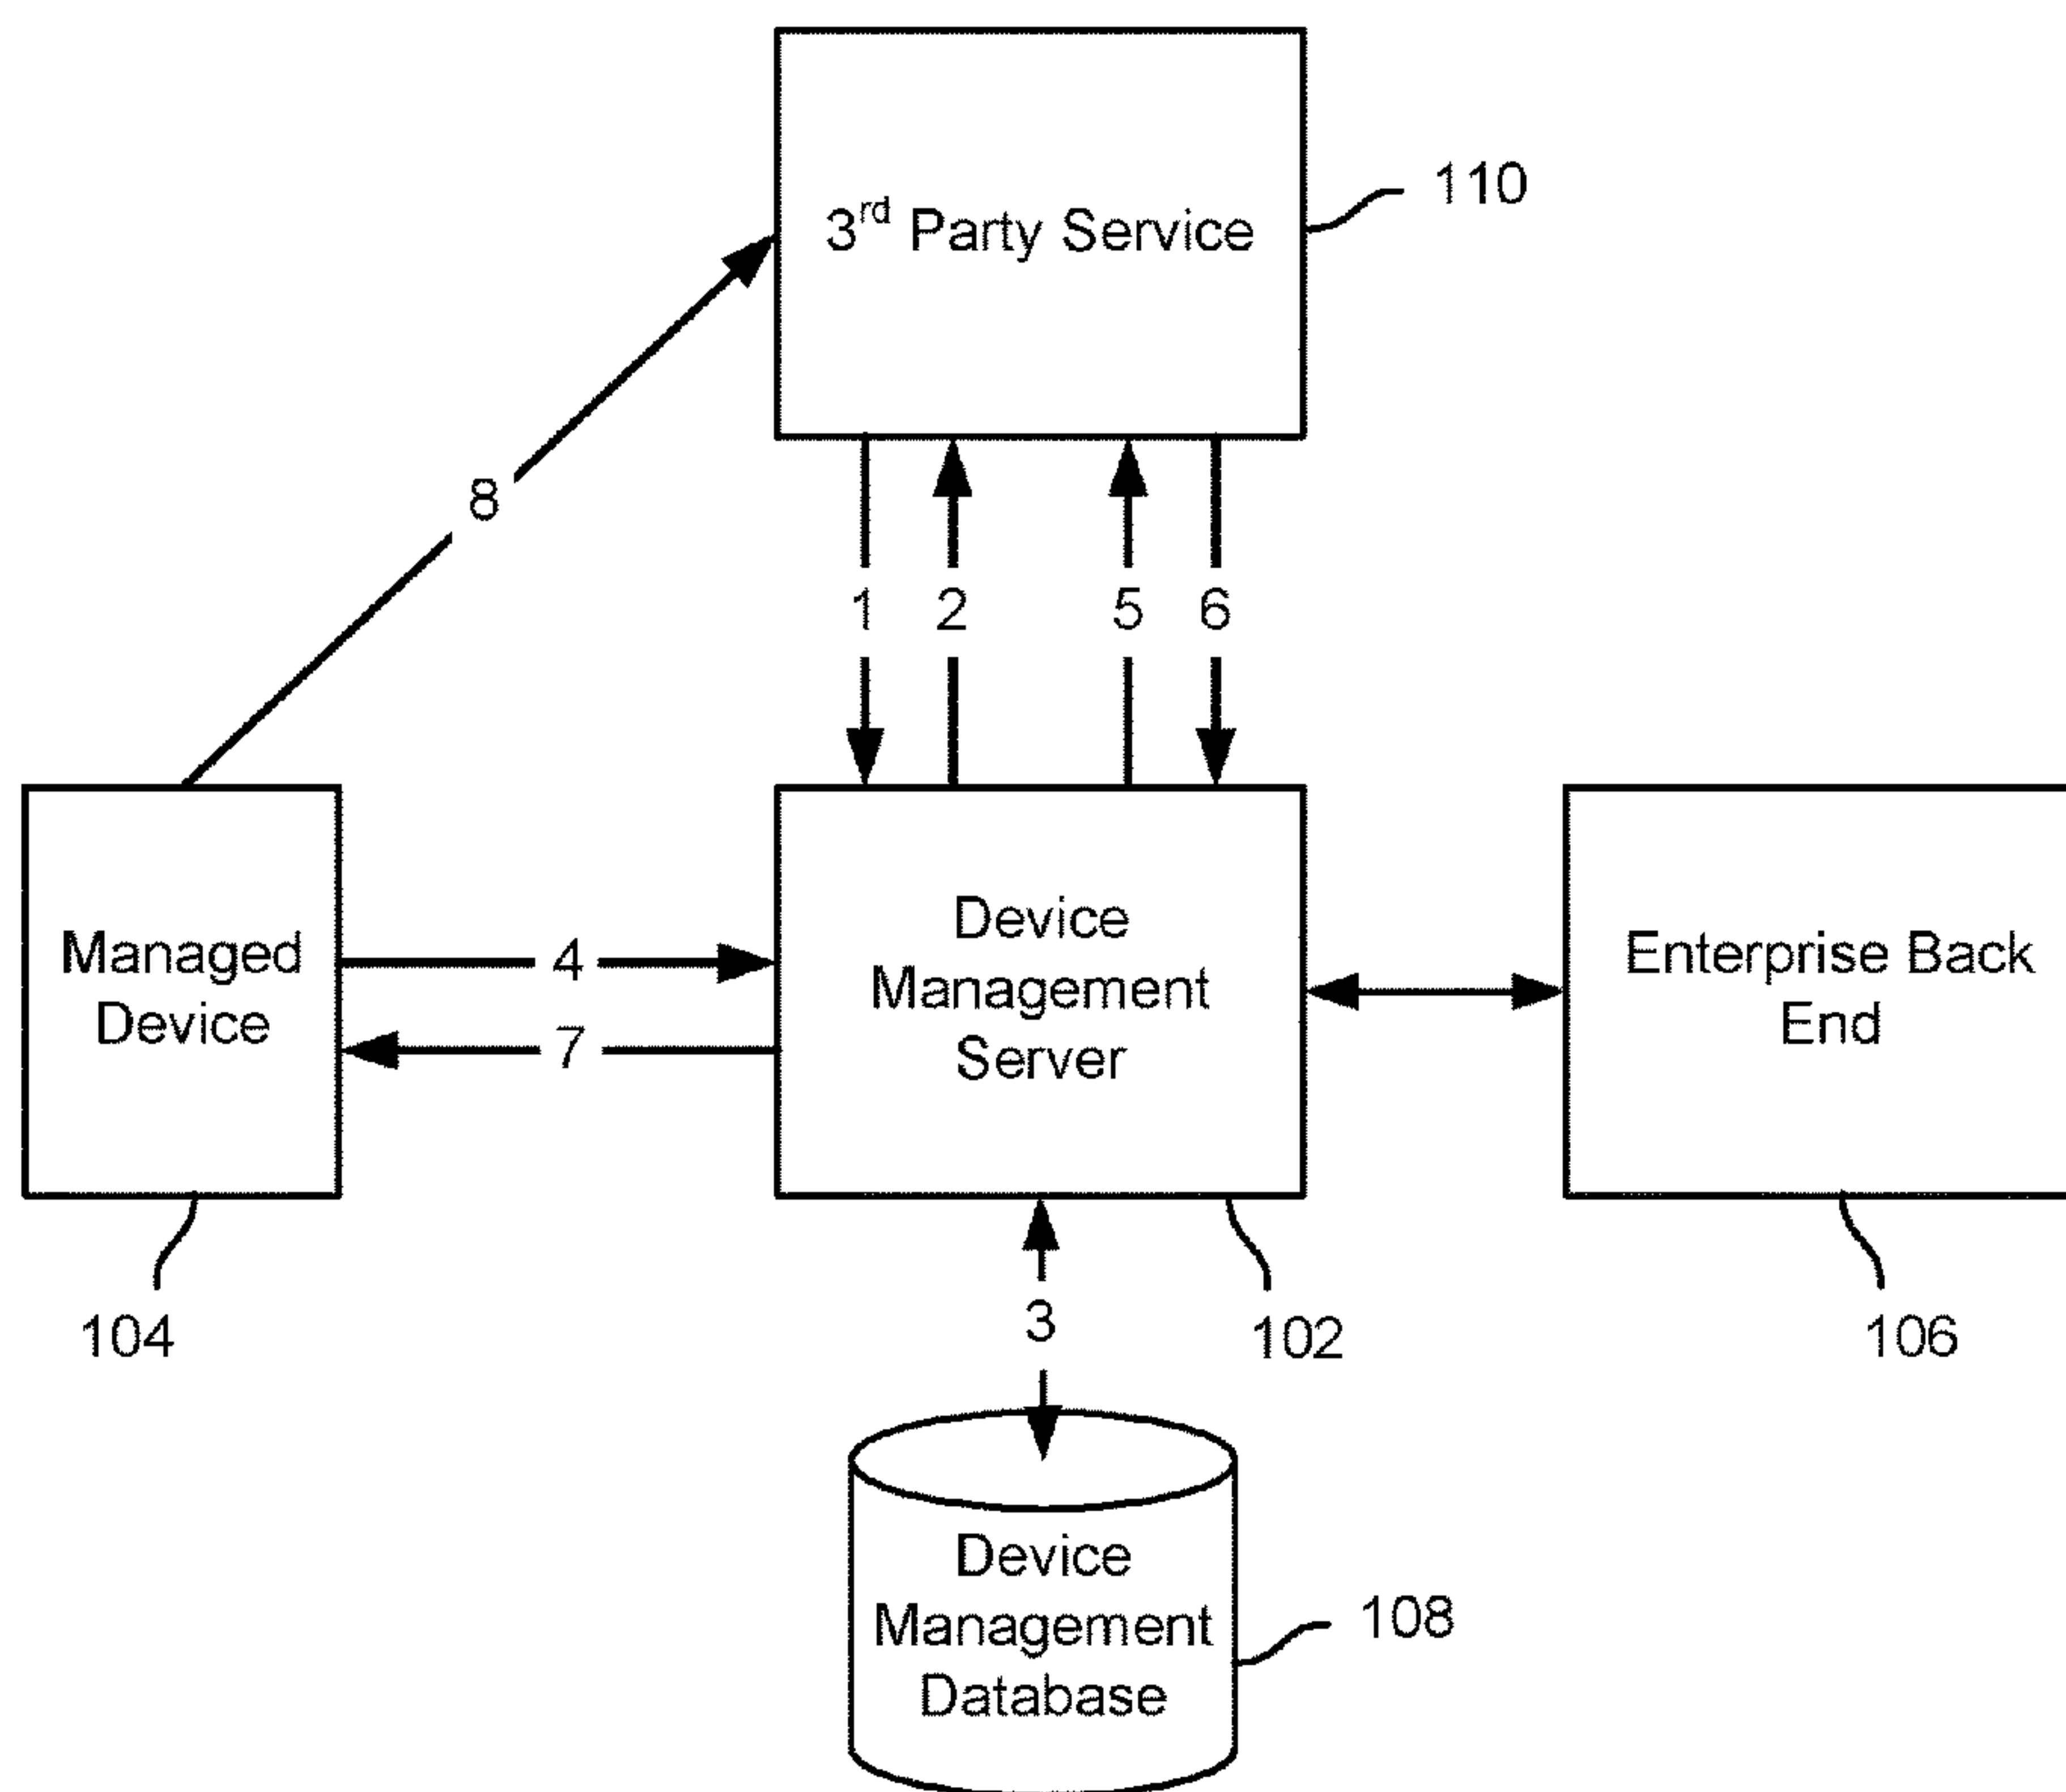 3rd Party Service
110
8
1 2 5 6
Managed
Device
4
7
Device
Management
Server
Enterprise Back
End
104
3
102
106
Device
Management
Database
108